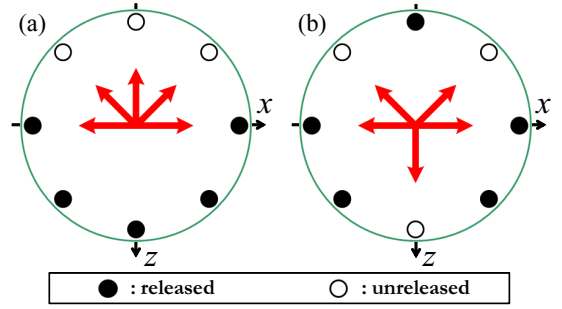 (a) (b)
x x
z z
: released : unreleased